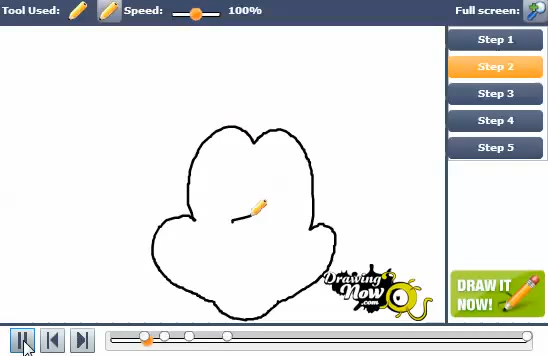 Tool Used: Speed: 100% Full screen:
Step 1
Step 2
Step 3
Step 4
Step 5
Drawing
Now.com
DRAW IT
NOW!